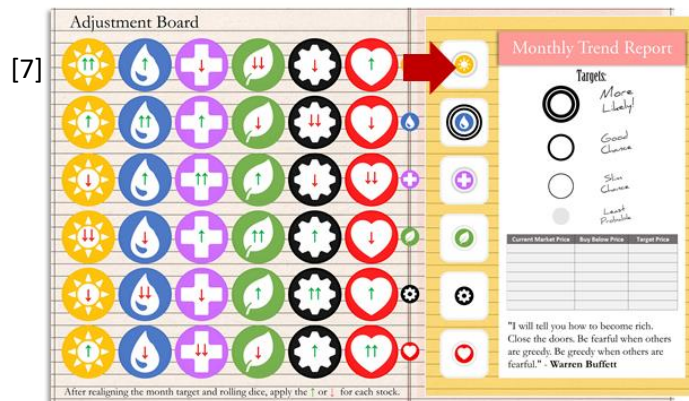 Adjustment Board
[7]
Monthly Trend Report
Targets:
More
Likely!
Good
Chance
Slim
Chance
Least
Probable
Current Market Price Buy Below Price Target Price
"I will tell you how to become rich.
Close the doors. Be fearful when others
are greedy. Be greedy when others are
fearful." - Warren Buffett
After realigning the month target and rolling dice, apply the ↑ or ↓ for each stock.